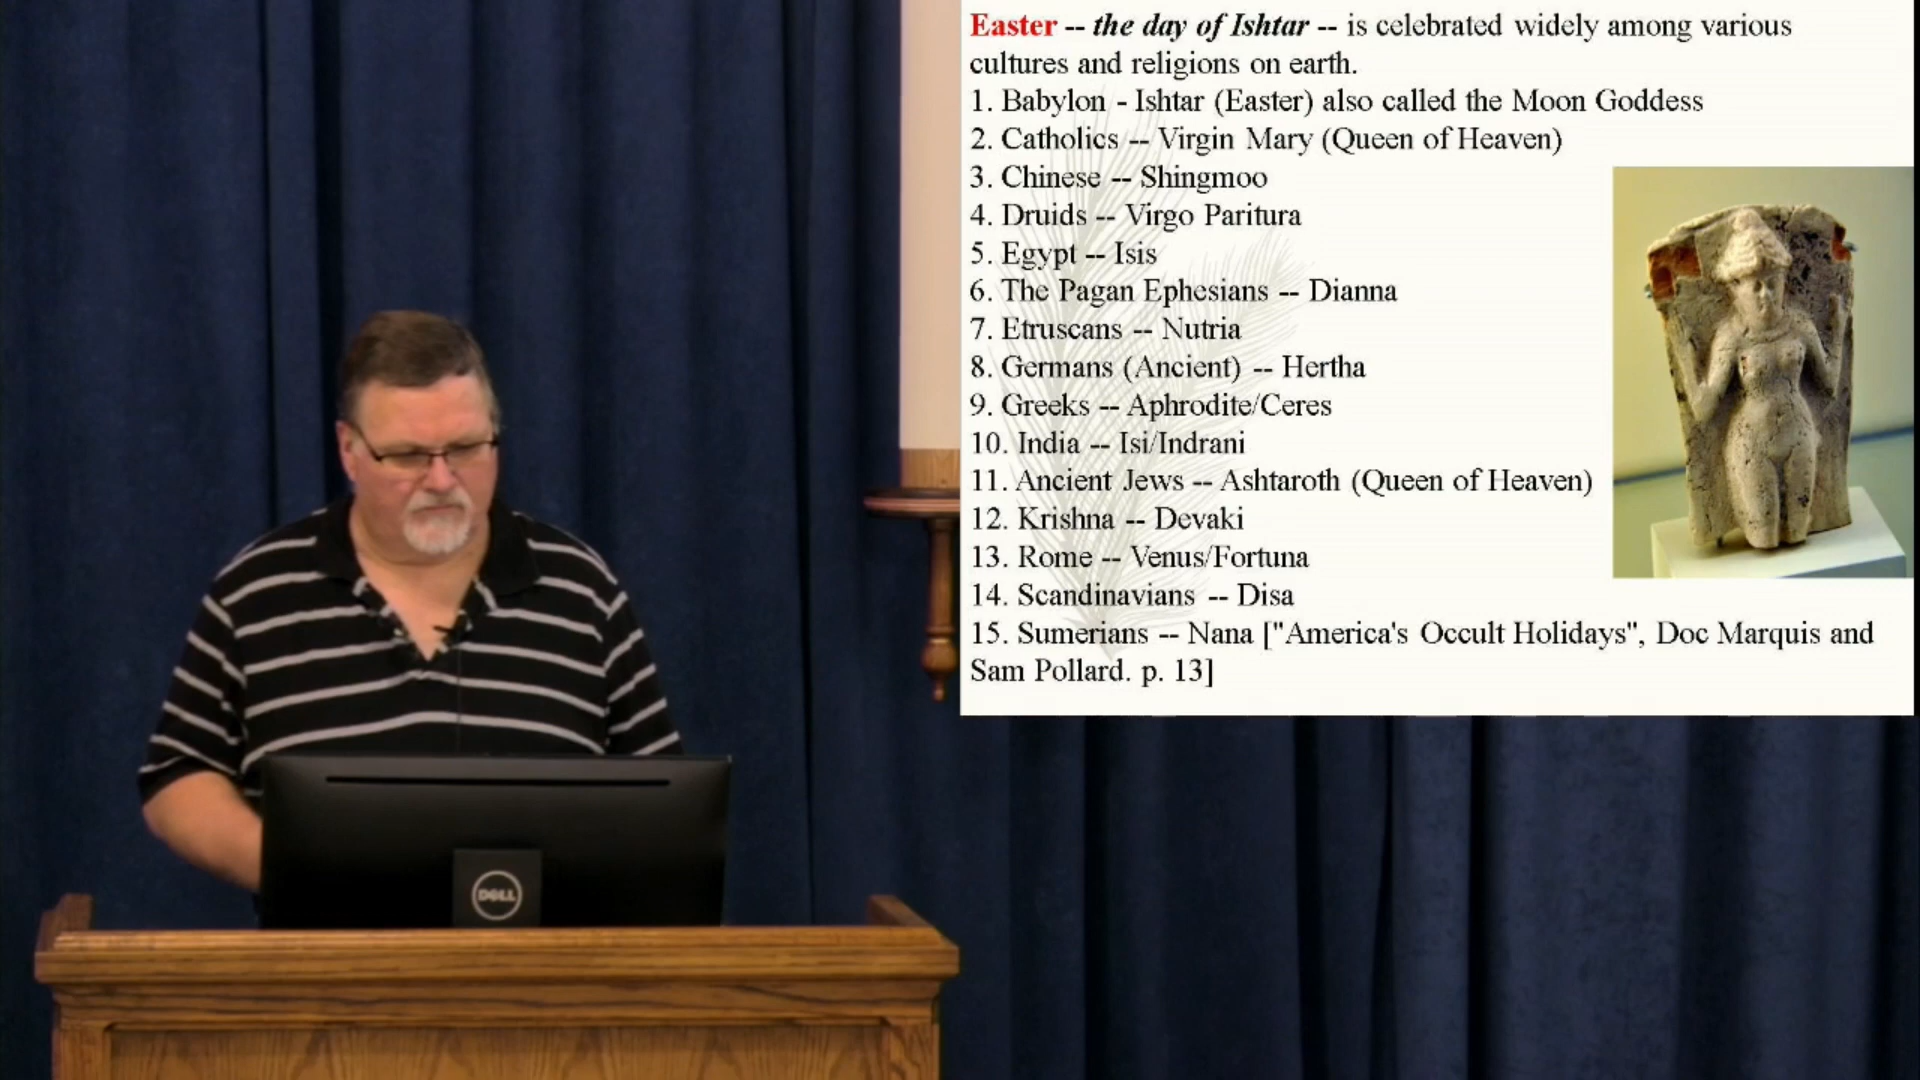 Easter -- the day of Ishtar -- is celebrated widely among various
cultures and religions on earth.
1. Babylon - Ishtar (Easter) also called the Moon Goddess
2. Catholics -- Virgin Mary (Queen of Heaven)
3. Chinese -- Shingmoo
4. Druids -- Virgo Paritura
5. Egypt -- Isis
6. The Pagan Ephesians -- Dianna
7. Etruscans -- Nutria
8. Germans (Ancient) -- Hertha
9. Greeks -- Aphrodite/Ceres
10. India -- Isi/Indrani
11. Ancient Jews -- Ashtaroth (Queen of Heaven)
12. Krishna -- Devaki
13. Rome -- Venus/Fortuna
14. Scandinavians -- Disa
15. Sumerians -- Nana ["America's Occult Holidays", Doc Marquis and
Sam Pollard. p. 13]
DELL